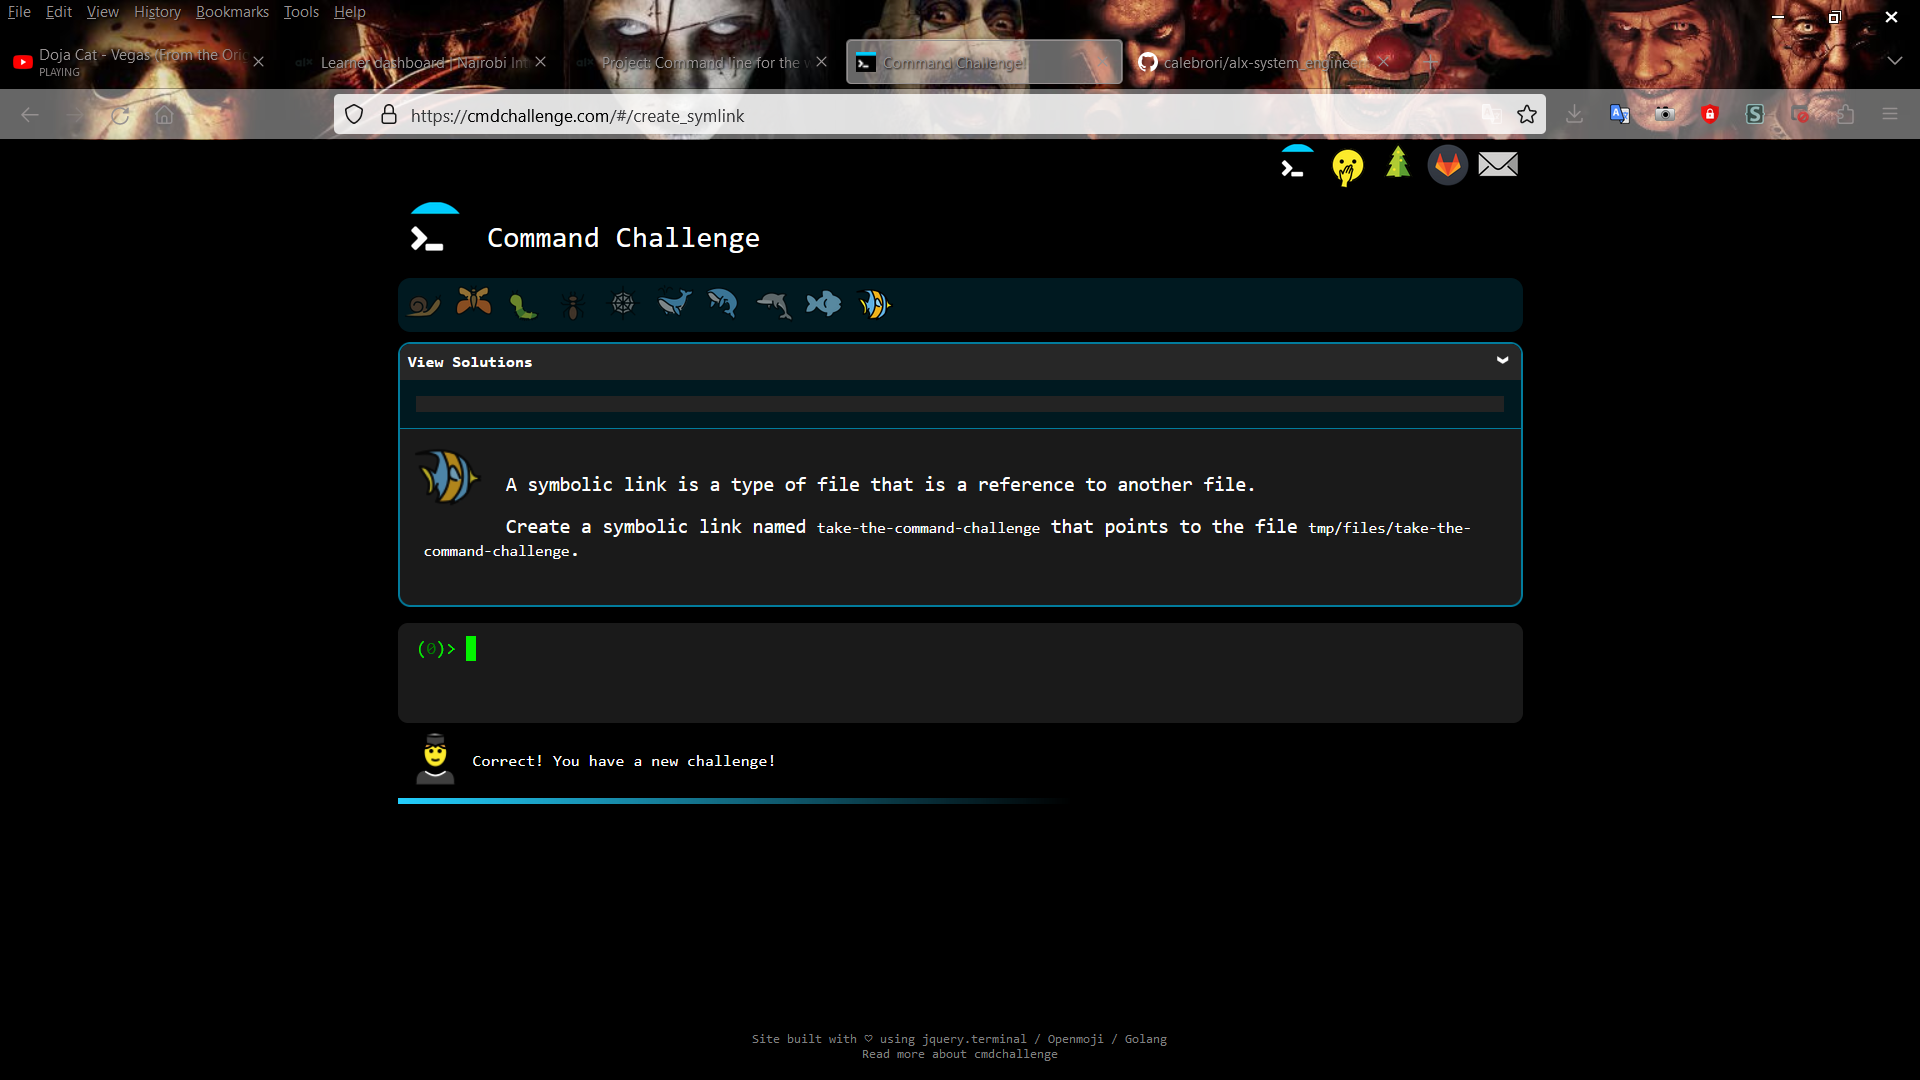 File Edit View History Bookmarks Tools Help
Doja Cat - Vegas (From the Orig
PLAYING
Learner dashboard | Nairobi Int
Project: Command line for the w
Command Challenge!
calebrori/alx-system_engineer
https://cmdchallenge.com/#/create_symlink
Command Challenge
View Solutions
A symbolic link is a type of file that is a reference to another file.
Create a symbolic link named take-the-command-challenge that points to the file tmp/files/take-the-
command-challenge.
(0)>
Correct! You have a new challenge!
Site built with ♡ using jquery.terminal / Openmoji / Golang
Read more about cmdchallenge